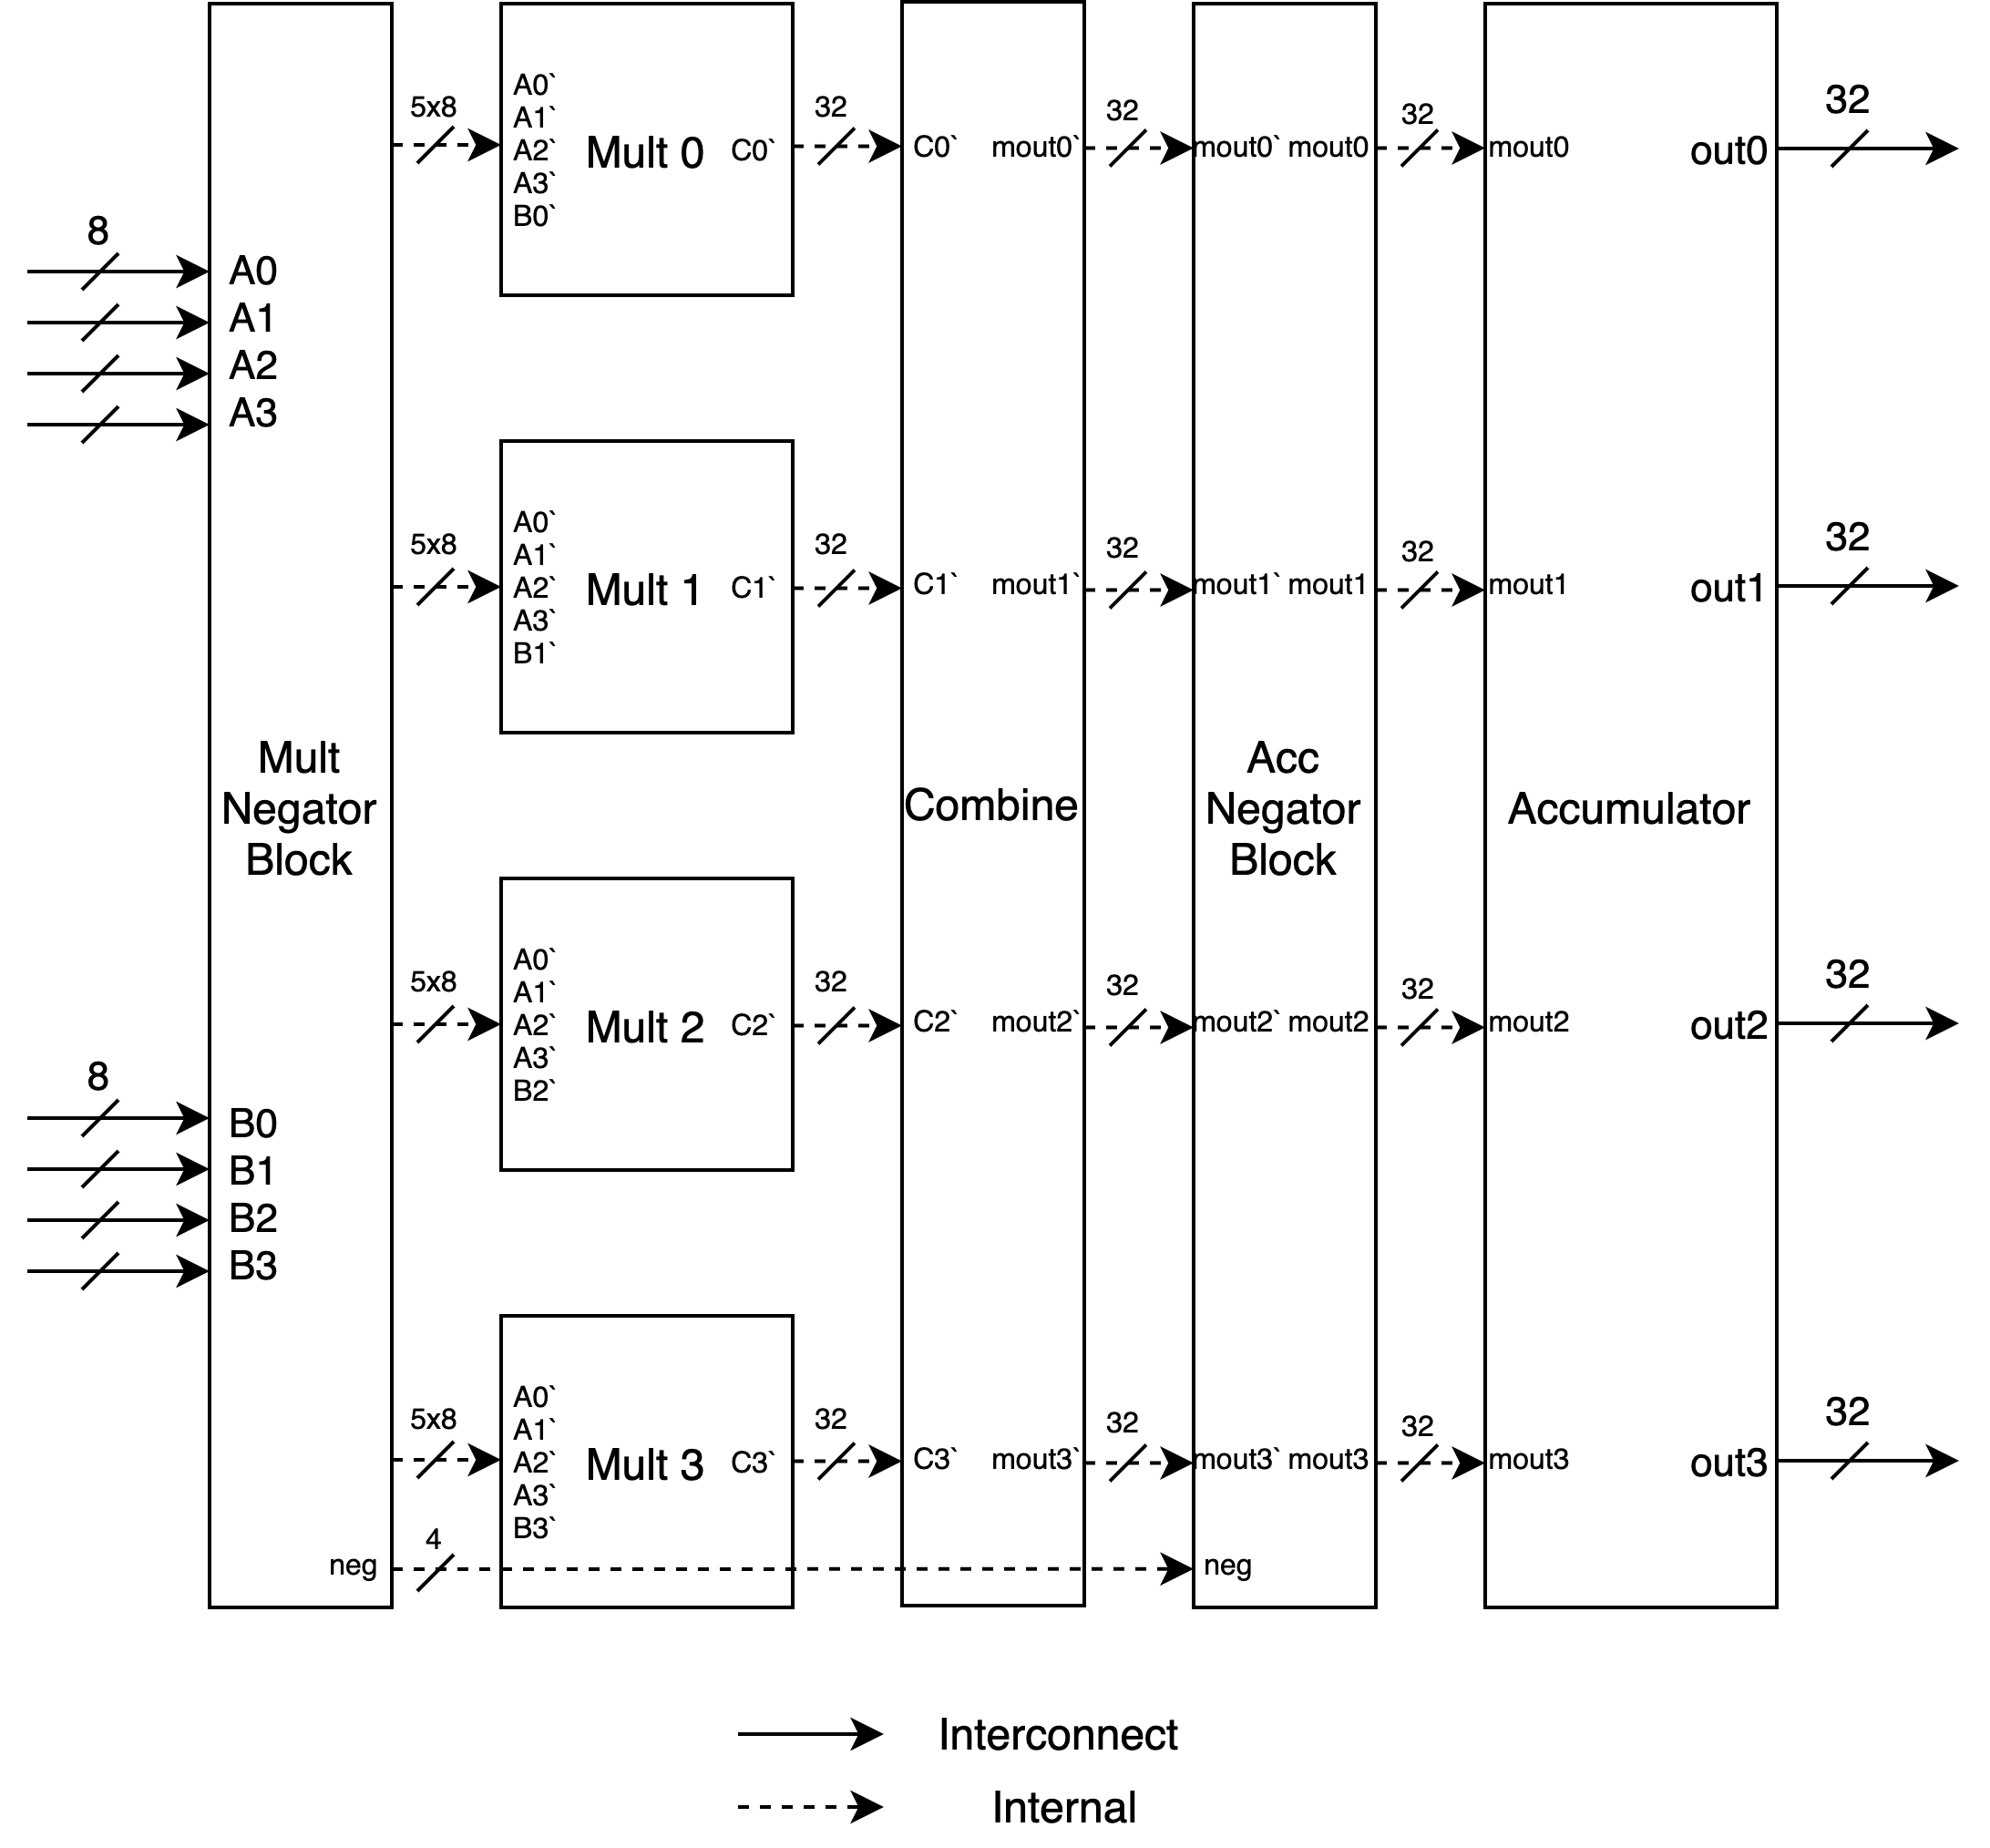 8
A0
A1
A2
A3
8
B0
B1
B2
B3
Mult
Negator
Block
neg
5x8
A0`
A1`
A2`
A3`
B0`
Mult 0
C0`
32
5x8
A0`
A1`
A2`
A3`
B1`
Mult 1
C1`
32
5x8
A0`
A1`
A2`
A3`
B2`
Mult 2
C2`
32
5x8
A0`
A1`
A2`
A3`
B3`
Mult 3
C3`
32
4
C0`
mout0`
C1`
mout1`
Combine
C2`
mout2`
C3`
mout3`
32
32
32
32
mout0`
mout0
mout1`
mout1
Acc
Negator
Block
mout2`
mout2
mout3`
mout3
neg
32
32
32
32
mout0
out0
mout1
out1
Accumulator
mout2
out2
mout3
out3
32
32
32
32
Interconnect
Internal